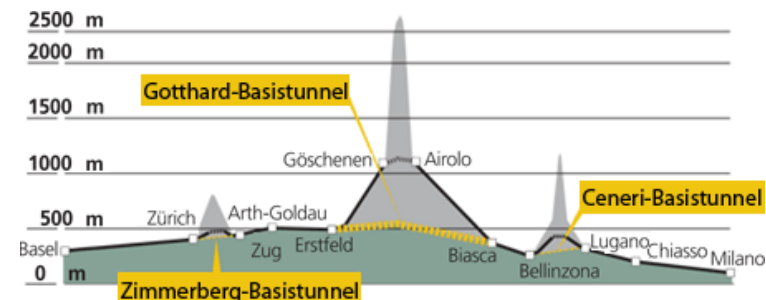 2500 m
2000 m
Gotthard-Basistunnel
1500 m
1000 m
Göschenen
Airolo
Ceneri-Basistunnel
500 m
Zürich
Arth-Goldau
Basel
Zug
Erstfeld
Biasca
Bellinzona
Lugano
Chiasso
Milano
0 m
Zimmerberg-Basistunnel